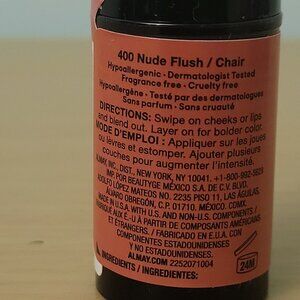 400 Nude Flush / Chair
Hypoallergenic · Dermatologist Tested
Fragrance free · Cruelty free
Hypoallergène · Testé par des dermatologues
Sans parfum · Sans cruauté
DIRECTIONS: Swipe on cheeks or lips
and blend out. Layer on for bolder color.
MODE D'EMPLOI : Appliquer sur les joues
ou lèvres et estomper. Ajouter plusieurs
couches pour augmenter l'intensité.
ALMAY, INC., DIST., NEW YORK, NY 10041. +1-800-992-5629
IMP. POR BEAUTYGE MÉXICO S.A. DE C.V. BLVD.
ADOLFO LÓPEZ MATEOS NO. 2235 PISO 11, LAS ÁGUILAS,
ÁLVARO OBREGÓN, C.P. 01710. MÉXICO, CDMX.
MADE IN U.S.A. WITH U.S. AND NON-U.S. COMPONENTS /
FABRIQUÉ AUX É.-U. À PARTIR DE COMPOSANTS É.-U.
ET ÉTRANGERS / FABRICADO EN E.U.A. CON
COMPONENTES ESTADOUNIDENSES
Y NO ESTADOUNIDENSES
ALMAY.COM 2252071004
INGREDIENTS / INGRÉDIENTS:
24M